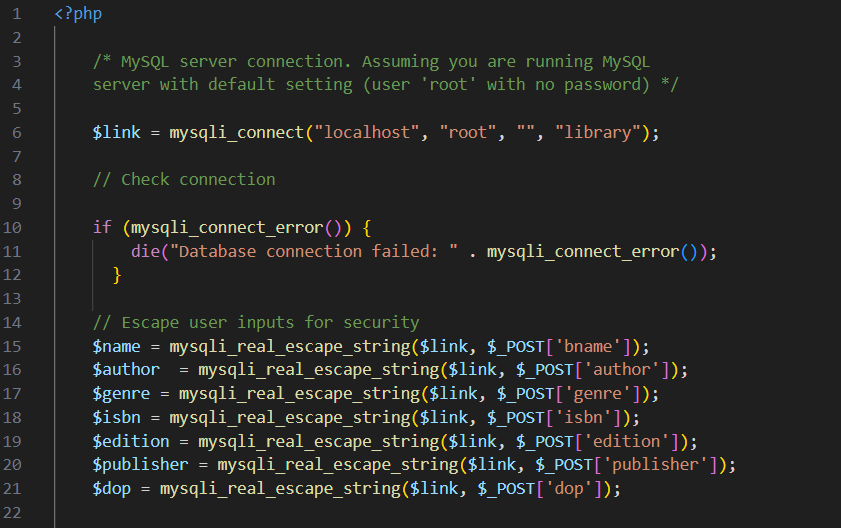 1 <?php
2
3 /* MySQL server connection. Assuming you are running MySQL
4 server with default setting (user 'root' with no password) */
5
6 $link = mysqli_connect("localhost", "root", "", "library");
7
8 // Check connection
9
10 if (mysqli_connect_error()) {
11 die("Database connection failed: " . mysqli_connect_error());
12 }
13
14 // Escape user inputs for security
15 $name = mysqli_real_escape_string($link, $_POST['bname']);
16 $author  = mysqli_real_escape_string($link, $_POST['author']);
17 $genre = mysqli_real_escape_string($link, $_POST['genre']);
18 $isbn = mysqli_real_escape_string($link, $_POST['isbn']);
19 $edition = mysqli_real_escape_string($link, $_POST['edition']);
20 $publisher = mysqli_real_escape_string($link, $_POST['publisher']);
21 $dop = mysqli_real_escape_string($link, $_POST['dop']);
22